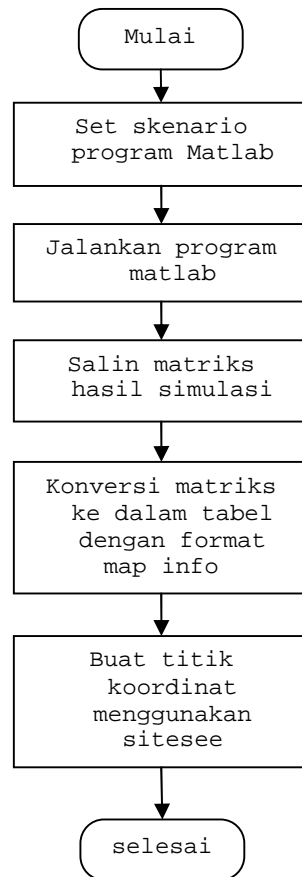 Mulai
Set skenario
program Matlab
Jalankan program
matlab
Salin matriks
hasil simulasi
Konversi matriks
ke dalam tabel
dengan format
map info
Buat titik
koordinat
menggunakan
sitesee
selesai